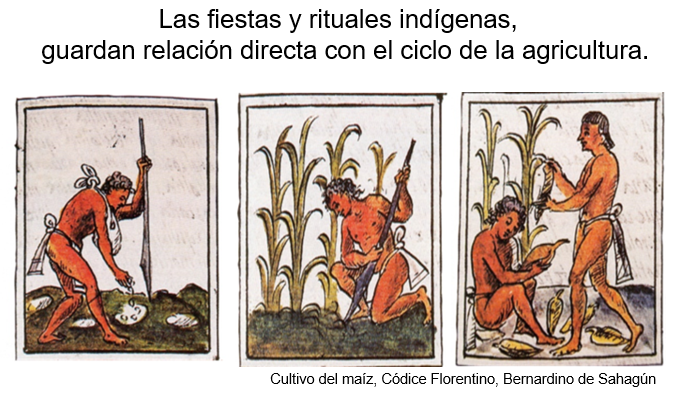 Las fiestas y rituales indígenas,
guardan relación directa con el ciclo de la agricultura.
Cultivo del maíz, Códice Florentino, Bernardino de Sahagún